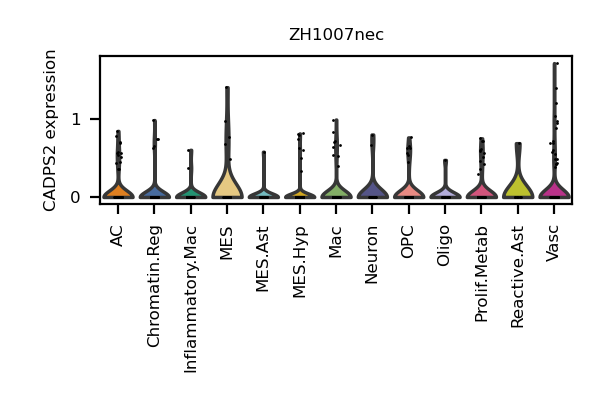 ZH1007nec
CADPS2 expression
1
0
AC
Chromatin.Reg
Inflammatory.Mac
MES
MES.Ast
MES.Hyp
Mac
Neuron
OPC
Oligo
Prolif.Metab
Reactive.Ast
Vasc